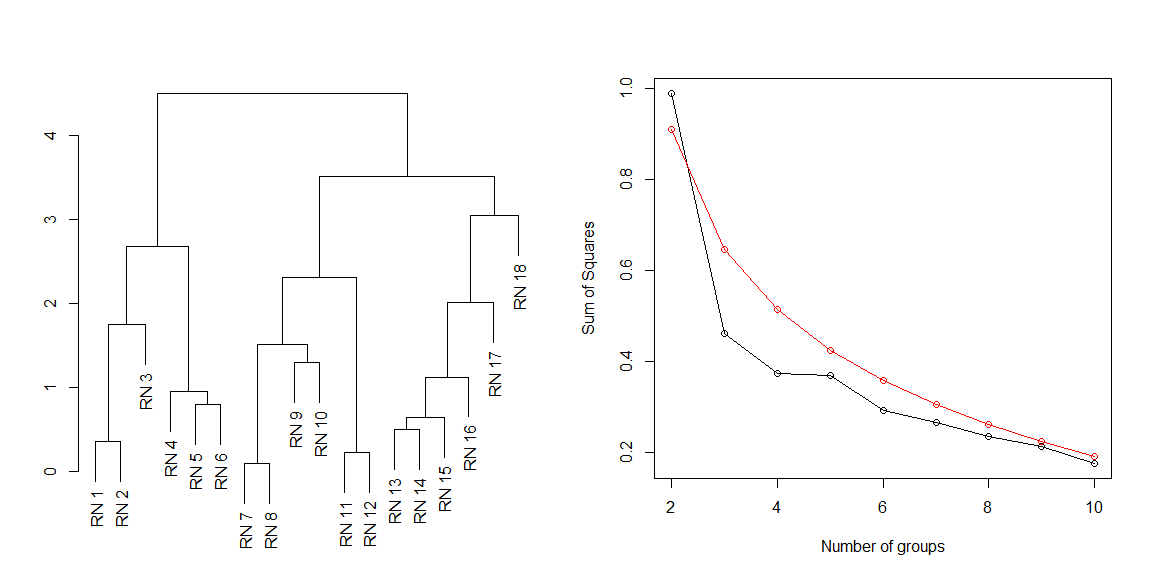 4
3
2
1
0
RN 1
RN 2
RN 3
RN 4
RN 5
RN 6
RN 7
RN 8
RN 9
RN 10
RN 11
RN 12
RN 13
RN 14
RN 15
RN 16
RN 17
RN 18
Sum of Squares
1.0
0.8
0.6
0.4
0.2
2 4 6 8 10
Number of groups